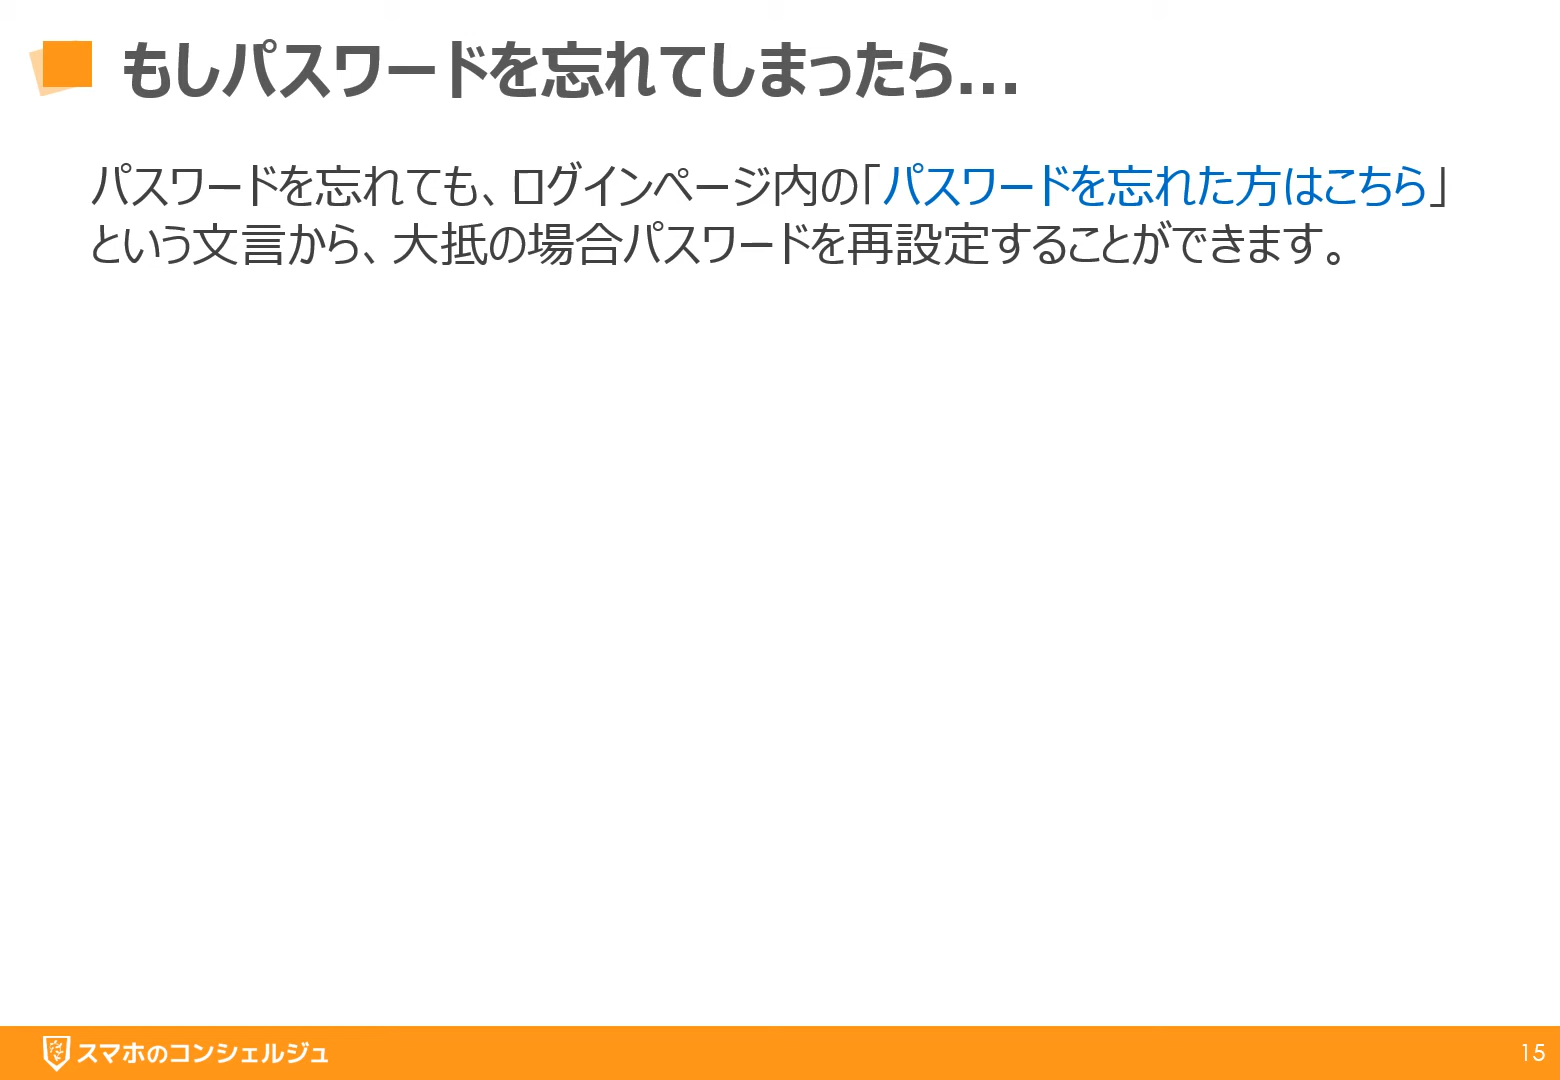 もしパスワードを忘れてしまったら...
パスワードを忘れても、ログインページ内の「パスワードを忘れた方はこちら」
という文言から、大抵の場合パスワードを再設定することができます。
スマホのコンシェルジュ
15